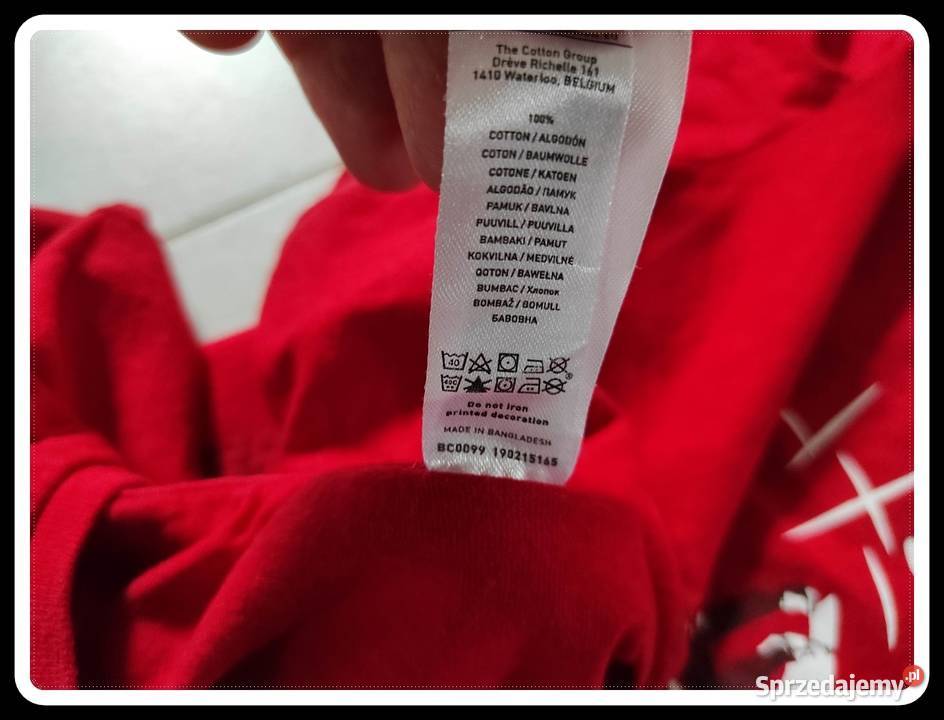 The Cotton Group
Drève Richelle 161
1410 Waterloo, BELGIUM
100%
COTTON / ALGODÓN
COTON / BAUMWOLLE
COTONE / KATOEN
ALGODÃO / ПАМУК
PAMUK / BAVLNA
PUUVILL / PUUVILLA
BAMBAKI / PAMUT
KOKVILNA / MEDVILNĖ
QOTON / BAWEŁNA
BUMBAC / Хлопок
BOMBAŽ / BOMULL
БАВОВНА
40
Do not iron
printed decoration
MADE IN BANGLADESH
BC0099 190215165
Sprzedajemy.pl